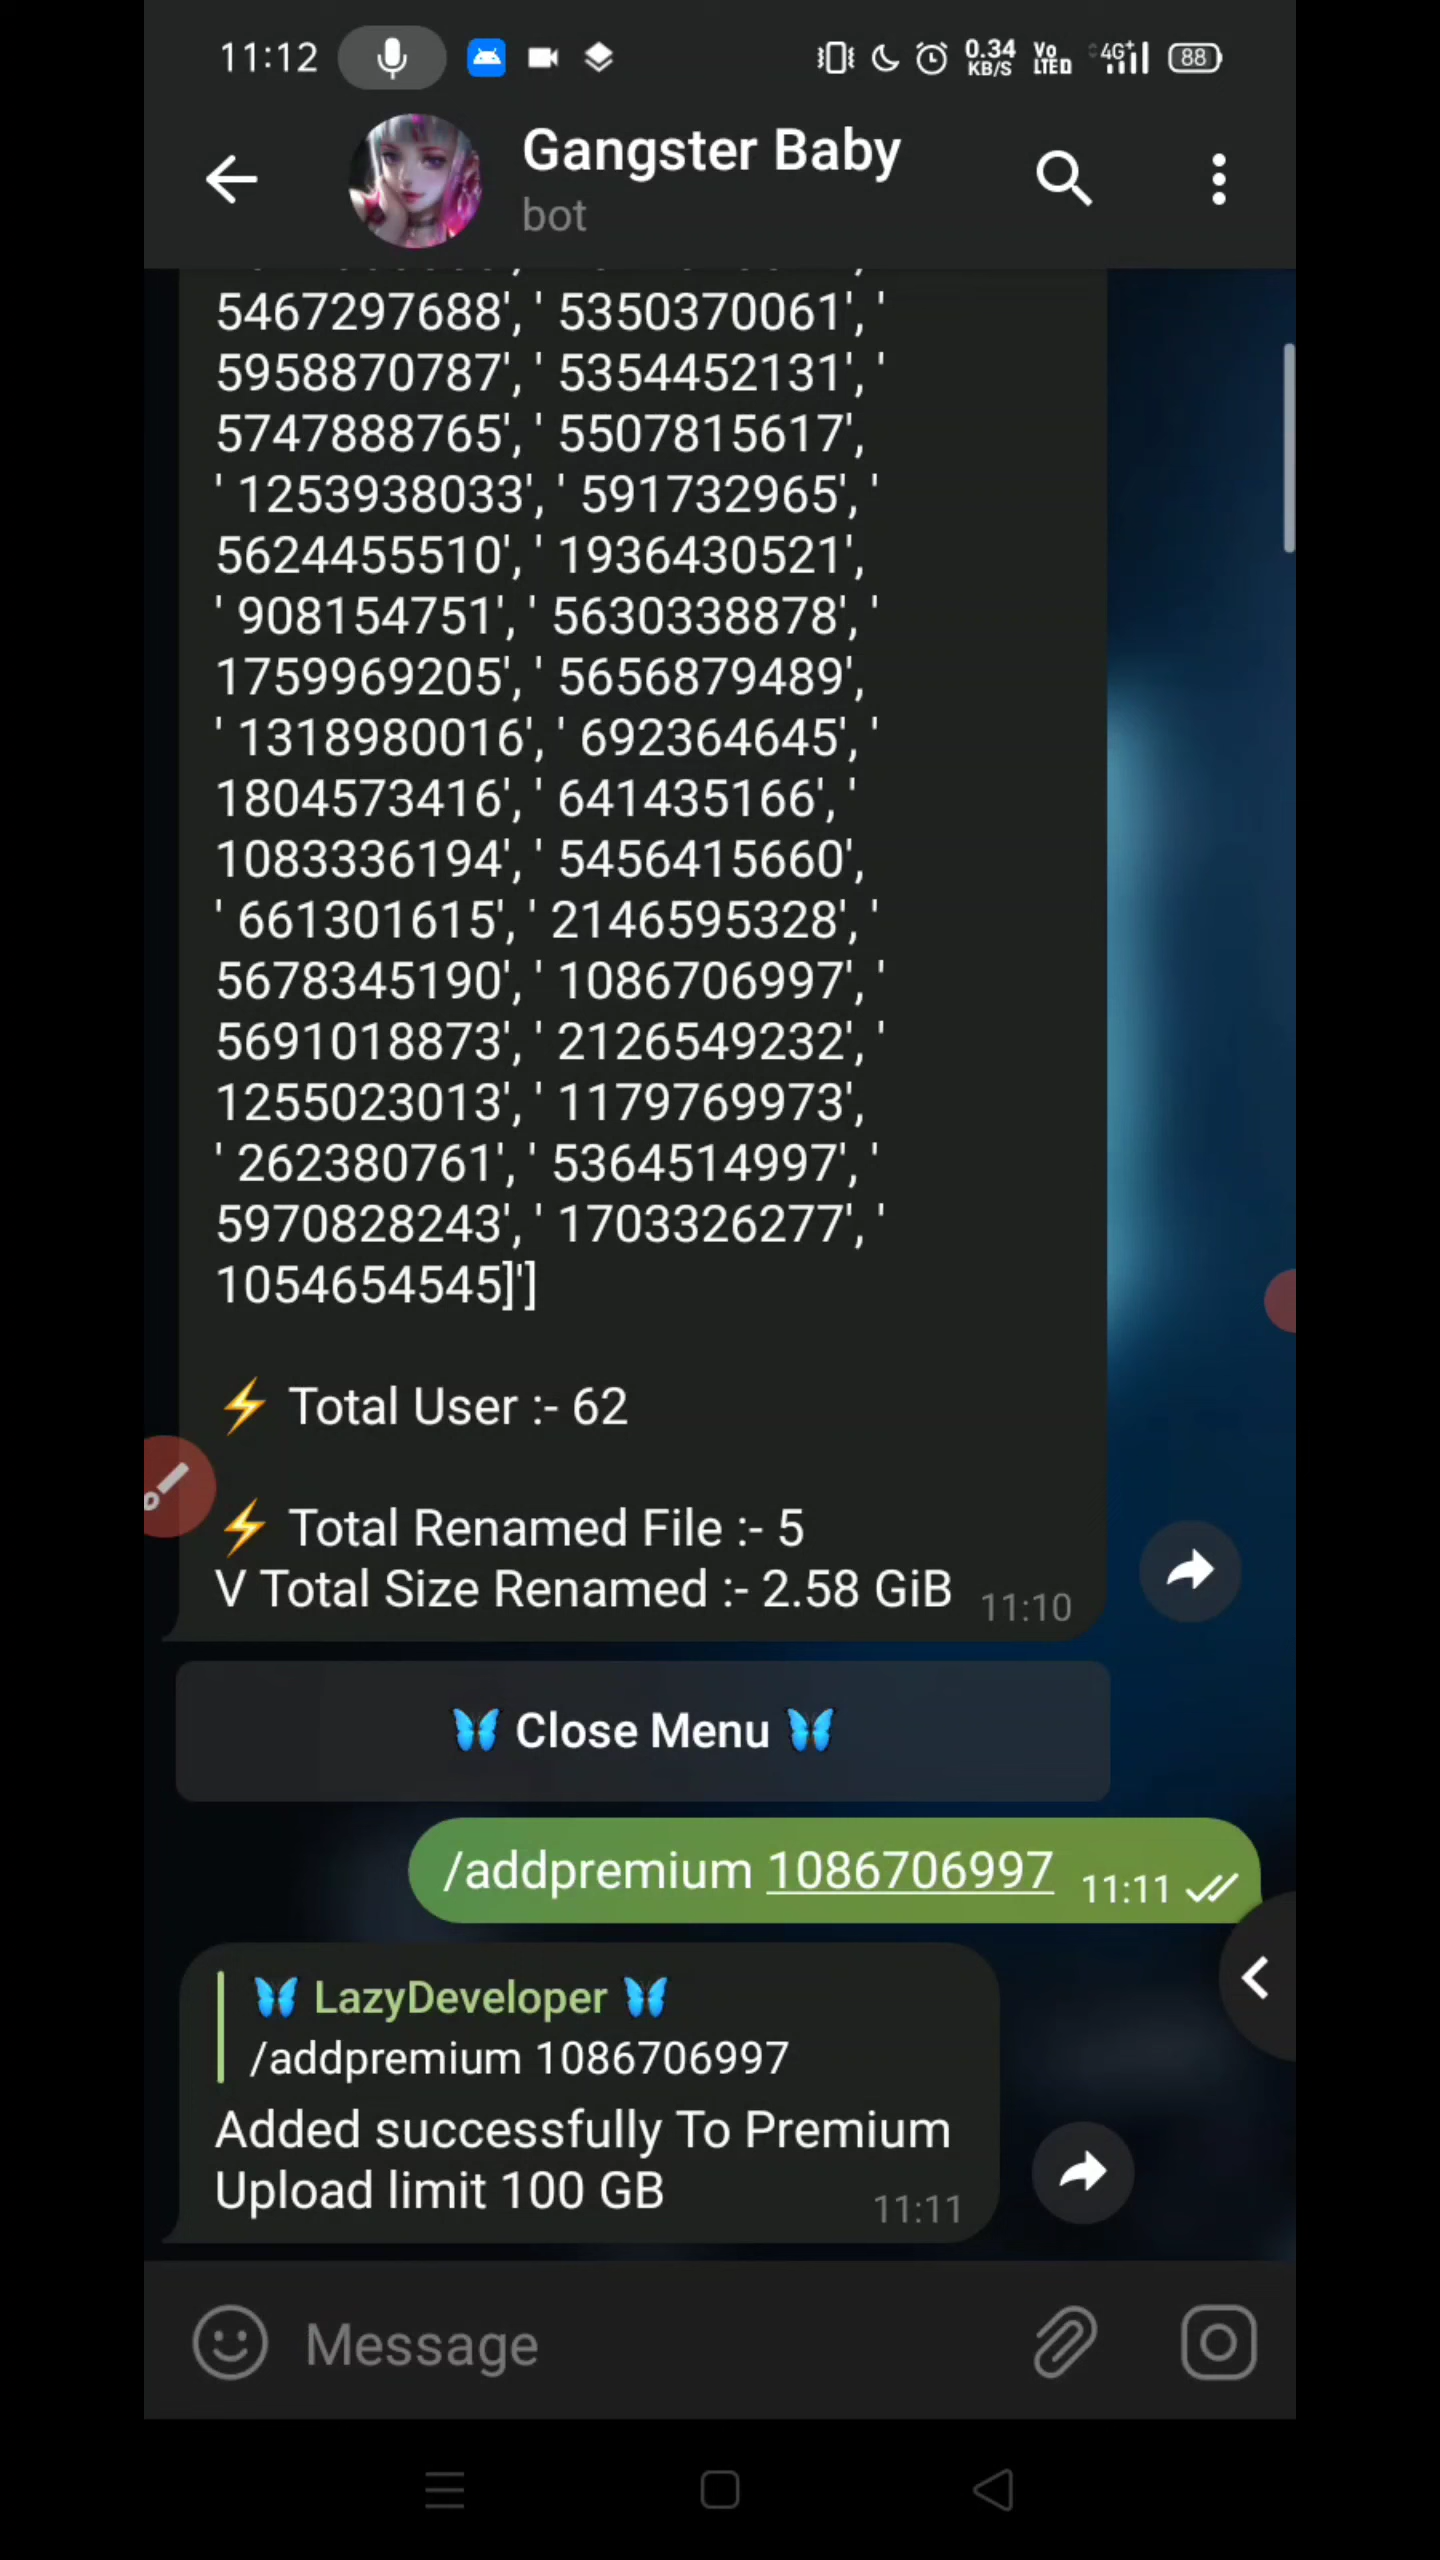 11:12
0.34
KB/S
Vo
LTE
4G+
88
Gangster Baby
bot
5467297688', ' 5350370061', '
5958870787', ' 5354452131', '
5747888765', ' 5507815617',
' 1253938033', ' 591732965', '
5624455510', ' 1936430521',
' 908154751', ' 5630338878', '
1759969205', ' 5656879489',
' 1318980016', ' 692364645', '
1804573416', ' 641435166', '
1083336194', ' 5456415660',
' 661301615', ' 2146595328', '
5678345190', ' 1086706997', '
5691018873', ' 2126549232', '
1255023013', ' 1179769973',
' 262380761', ' 5364514997', '
5970828243', ' 1703326277', '
1054654545]']
⚡ Total User :- 62
⚡ Total Renamed File :- 5
V Total Size Renamed :- 2.58 GiB 11:10
🦋 Close Menu 🦋
/addpremium 1086706997 11:11
🦋 LazyDeveloper 🦋
/addpremium 1086706997
Added successfully To Premium
Upload limit 100 GB 11:11
Message